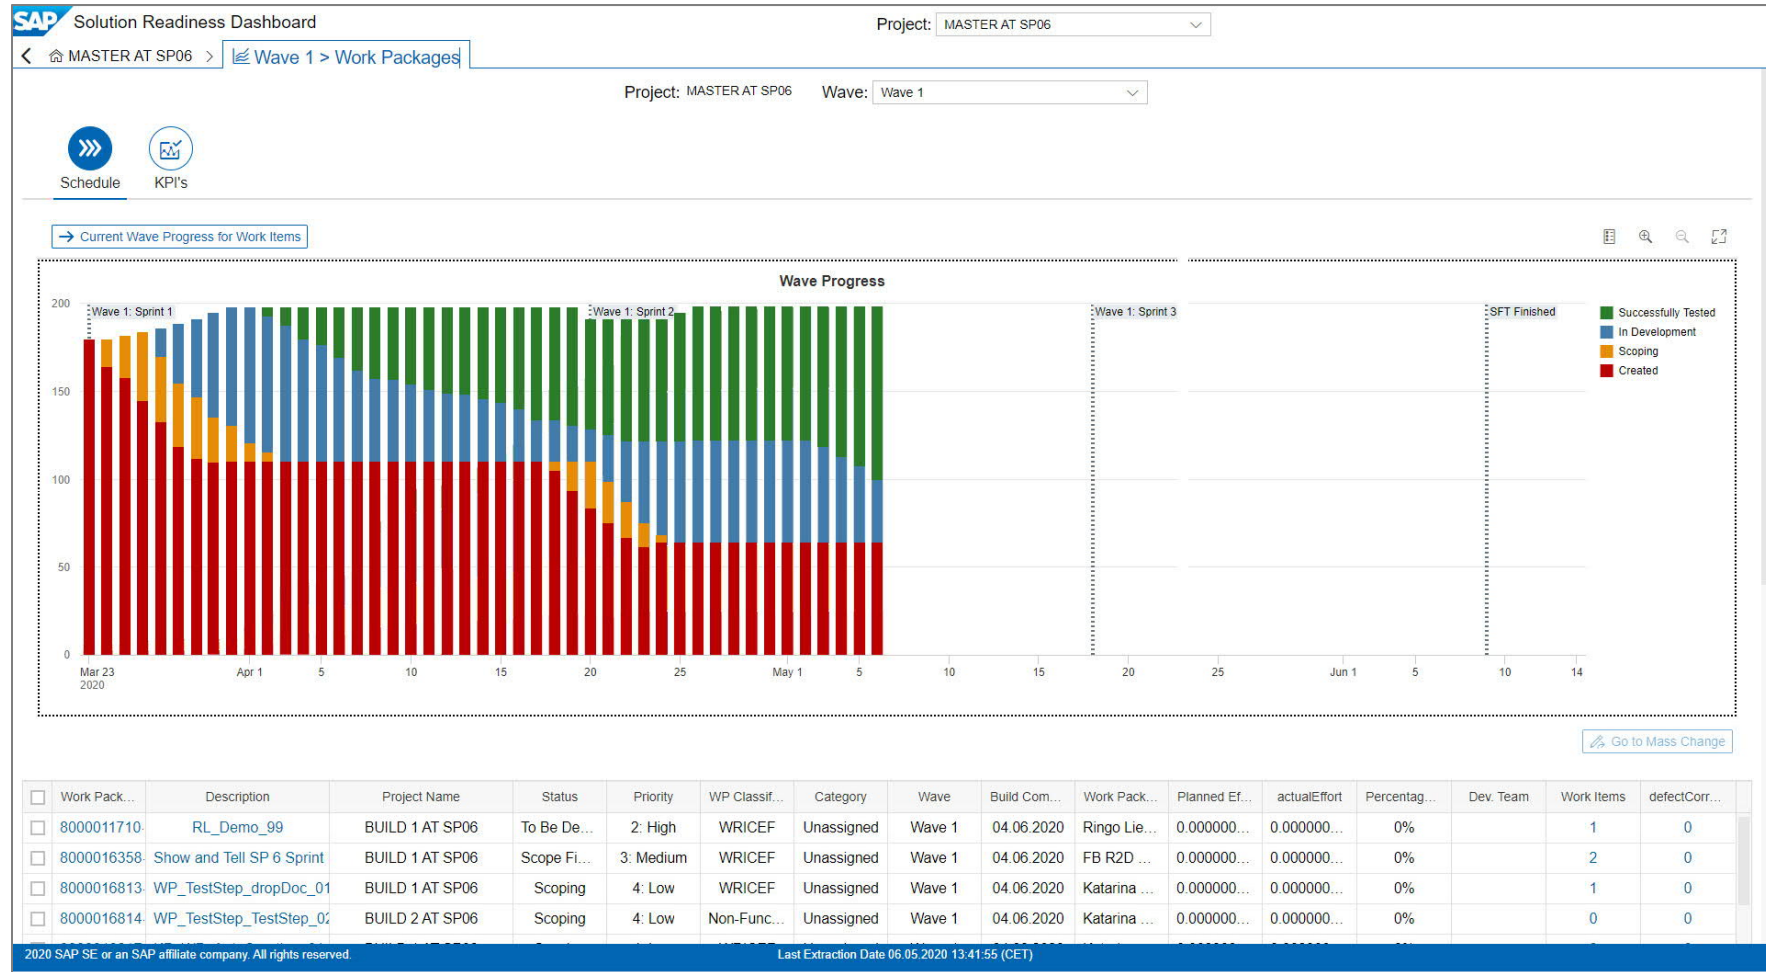 SAP Solution Readiness Dashboard Project: MASTER AT SP06
MASTER AT SP06 > Wave 1 > Work Packages
Project: MASTER AT SP06 Wave: Wave 1
Schedule KPI's
Current Wave Progress for Work Items
Wave Progress
200
Wave 1: Sprint 1
Wave 1: Sprint 2
Wave 1: Sprint 3
SFT Finished
Successfully Tested
In Development
Scoping
Created
150
100
50
0
Mar 23 Apr 1 5 10 15 20 25 May 1 5 10 15 20 25 Jun 1 5 10 14
2020
Go to Mass Change
Work Pack... Description Project Name Status Priority WP Classif... Category Wave Build Com... Work Pack... Planned Ef... actualEffort Percentag... Dev. Team Work Items defectCorr...
8000011710- RL_Demo_99 BUILD 1 AT SP06 To Be De... 2: High WRICEF Unassigned Wave 1 04.06.2020 Ringo Lie... 0.000000... 0.000000... 0% 1 0
8000016358- Show and Tell SP 6 Sprint BUILD 1 AT SP06 Scope Fi... 3: Medium WRICEF Unassigned Wave 1 04.06.2020 FB R2D ... 0.000000... 0.000000... 0% 2 0
8000016813- WP_TestStep_dropDoc_01 BUILD 1 AT SP06 Scoping 4: Low WRICEF Unassigned Wave 1 04.06.2020 Katarina ... 0.000000... 0.000000... 0% 1 0
8000016814- WP_TestStep_TestStep_02 BUILD 2 AT SP06 Scoping 4: Low Non-Func... Unassigned Wave 1 04.06.2020 Katarina ... 0.000000... 0.000000... 0% 0 0
2020 SAP SE or an SAP affiliate company. All rights reserved. Last Extraction Date 06.05.2020 13:41:55 (CET)